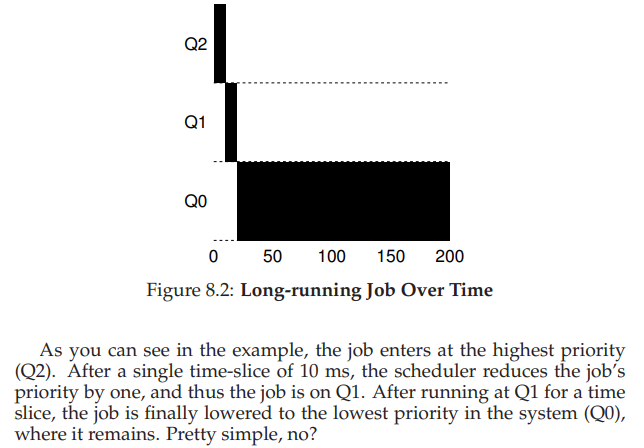 Q2
Q1
Q0
0 50 100 150 200
Figure 8.2: Long-running Job Over Time
As you can see in the example, the job enters at the highest priority
(Q2). After a single time-slice of 10 ms, the scheduler reduces the job's
priority by one, and thus the job is on Q1. After running at Q1 for a time
slice, the job is finally lowered to the lowest priority in the system (Q0),
where it remains. Pretty simple, no?